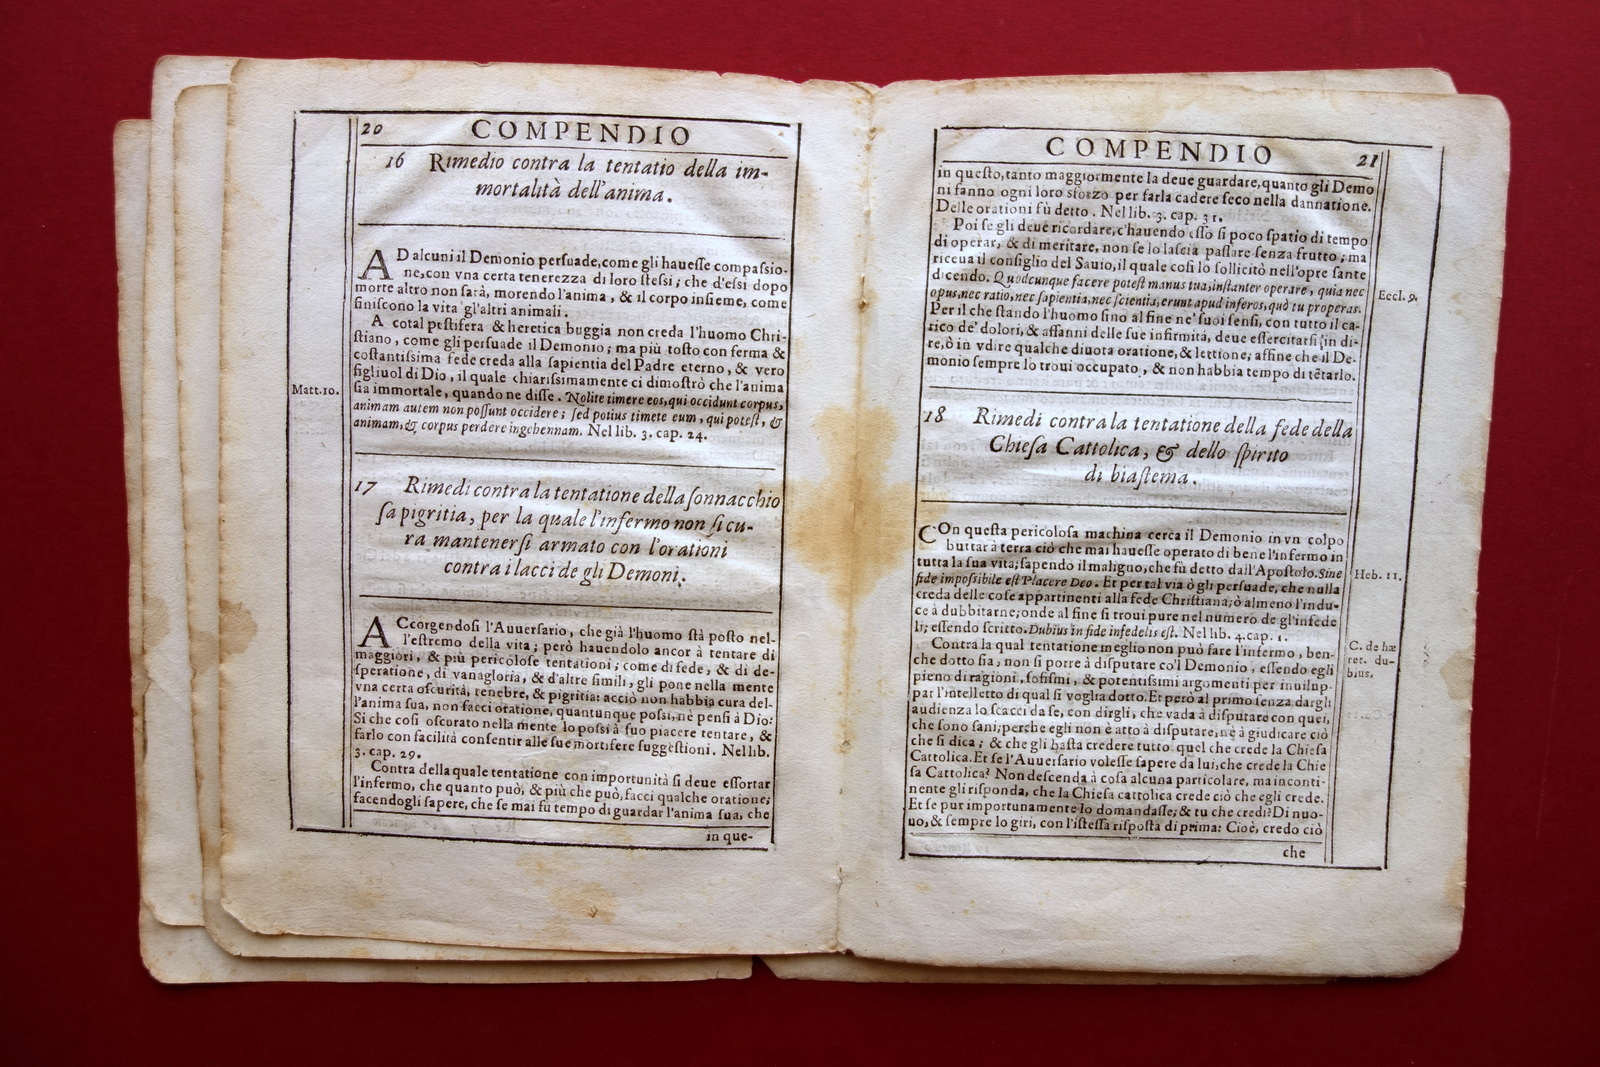 20 COMPENDIO
16 Rimedio contra la tentatio della im-
mortalità dell'anima.
AD alcuni il Demonio persuade, come gli hauesse compassio-
ne, con vna certa tenerezza di loro stessi; che d'essi dopo
morte altro non sarà, morendo l'anima, & il corpo insieme, come
finiscono la vita gl'altri animali.
A cotal pestifera & heretica buggia non creda l'huomo Chri-
stiano, come gli persuade il Demonio; ma più tosto con ferma &
costantissima fede creda alla sapientia del Padre eterno, & vero
figliuol di Dio, il quale chiarissimamente ci dimostrò che l'anima
sia immortale, quando ne disse. Nolite timere eos, qui occidunt corpus,
Matt.10.
animam autem non possunt occidere; sed potius timete eum, qui potest, &
animam, & corpus perdere in gehennam. Nel lib. 3. cap. 24.
17 Rimedi contra la tentatione della sonnacchio
sa pigritia, per la quale l'infermo non si cu-
ra mantenersi armato con l'orationi
contra i lacci de gli Demoni.
ACcorgendosi l'Auuersario, che già l'huomo stà posto nel-
l'estremo della vita; però hauendolo ancor à tentare di
maggiori, & più pericolose tentationi; come di fede, & di de-
speratione, di vanagloria, & d'altre simili, gli pone nella mente
vna certa oscurità, tenebre, & pigritia: acciò non habbia cura del-
l'anima sua, non facci oratione, quantunque possi, nè pensi à Dio:
Si che così oscurato nella mente lo possi à suo piacere tentare, &
farlo con facilità consentir alle sue mortifere suggestioni. Nel lib.
3. cap. 29.
Contra della quale tentatione con importunità si deue essortar
l'infermo, che quanto può, & più che può, facci qualche oratione;
facendogli sapere, che se mai fù tempo di guardar l'anima sua, che
in que-
COMPENDIO 21
in questo, tanto maggiormente la deue guardare, quanto gli Demo
ni fanno ogni loro sforzo per farla cadere seco nella dannatione.
Delle orationi fù detto. Nel lib. 3. cap. 31.
Poi se gli deue ricordare, c'hauendo esso si poco spatio di tempo
di operar, & di meritare, non se lo lascia passare senza frutto; ma
riceua il consiglio del Sauio, il quale così lo sollicitò nell'opre sante
dicendo. Quodcunque facere potest manus tua, instanter operare, quia nec
opus, nec ratio, nec sapientia, nec scientia, erunt apud inferos, quò tu properas.
Eccl.9.
Per il che stando l'huomo sino al fine ne' suoi sensi, con tutto il ca-
rico de' dolori, & affanni delle sue infirmità, deue essercitarsi in di-
re, ò in vdire qualche diuota oratione, & lettione; affine che il De-
monio sempre lo troui occupato, & non habbia tempo di tētarlo.
18 Rimedi contra la tentatione della fede della
Chiesa Cattolica, & dello spirito
di biastema.
COn questa pericolosa machina cerca il Demonio in vn colpo
buttar à terra ciò che mai hauesse operato di bene l'infermo in
tutta la sua vita; sapendo il maligno, che fù detto dall'Apostolo. Sine
fide impossibile est Placere Deo. Et per tal via ò gli persuade, che nulla
Heb. 11.
creda delle cose appartinenti alla fede Christiana; ò almeno l'indu-
ce à dubbitarne; onde al fine si troui pure nel numero de gl'infede
li; essendo scritto. Dubius in fide infedelis est. Nel lib. 4. cap. 1.
C. de hæ
ret. du-
bius.
Contra la qual tentatione meglio non può fare l'infermo, ben-
che dotto sia, non si porre à disputare co'l Demonio, essendo egli
pieno di ragioni, sofismi, & potentissimi argomenti per inuilup-
par l'intelletto di qual si voglia dotto. Et però al primo senza dargli
audienza lo scacci da se, con dirgli, che vada à disputare con quei,
che sono sani; perche egli non è atto à disputare, nè à giudicare ciò
che si dica; & che gli basta credere tutto quel che crede la Chiesa
Cattolica. Et se l'Auuersario volesse sapere da lui, che crede la Chie
sa Cattolica? Non descenda à cosa alcuna particolare, ma inconti-
nente gli risponda, che la Chiesa cattolica crede ciò che egli crede.
Et se pur importunamente lo domandasse; & tu che credi? Di nuo-
uo, & sempre lo giri, con l'istessa risposta di prima: Cioè, credo ciò
che